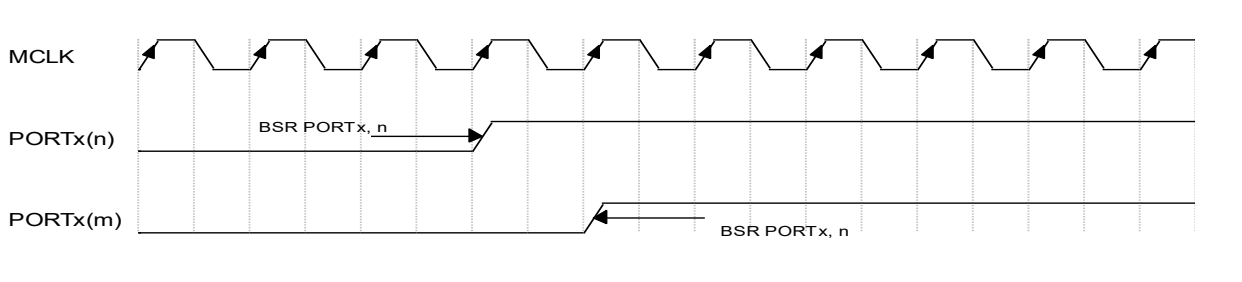 MCLK
PORTx(n)
BSR PORTx, n
PORTx(m)
BSR PORTx, n